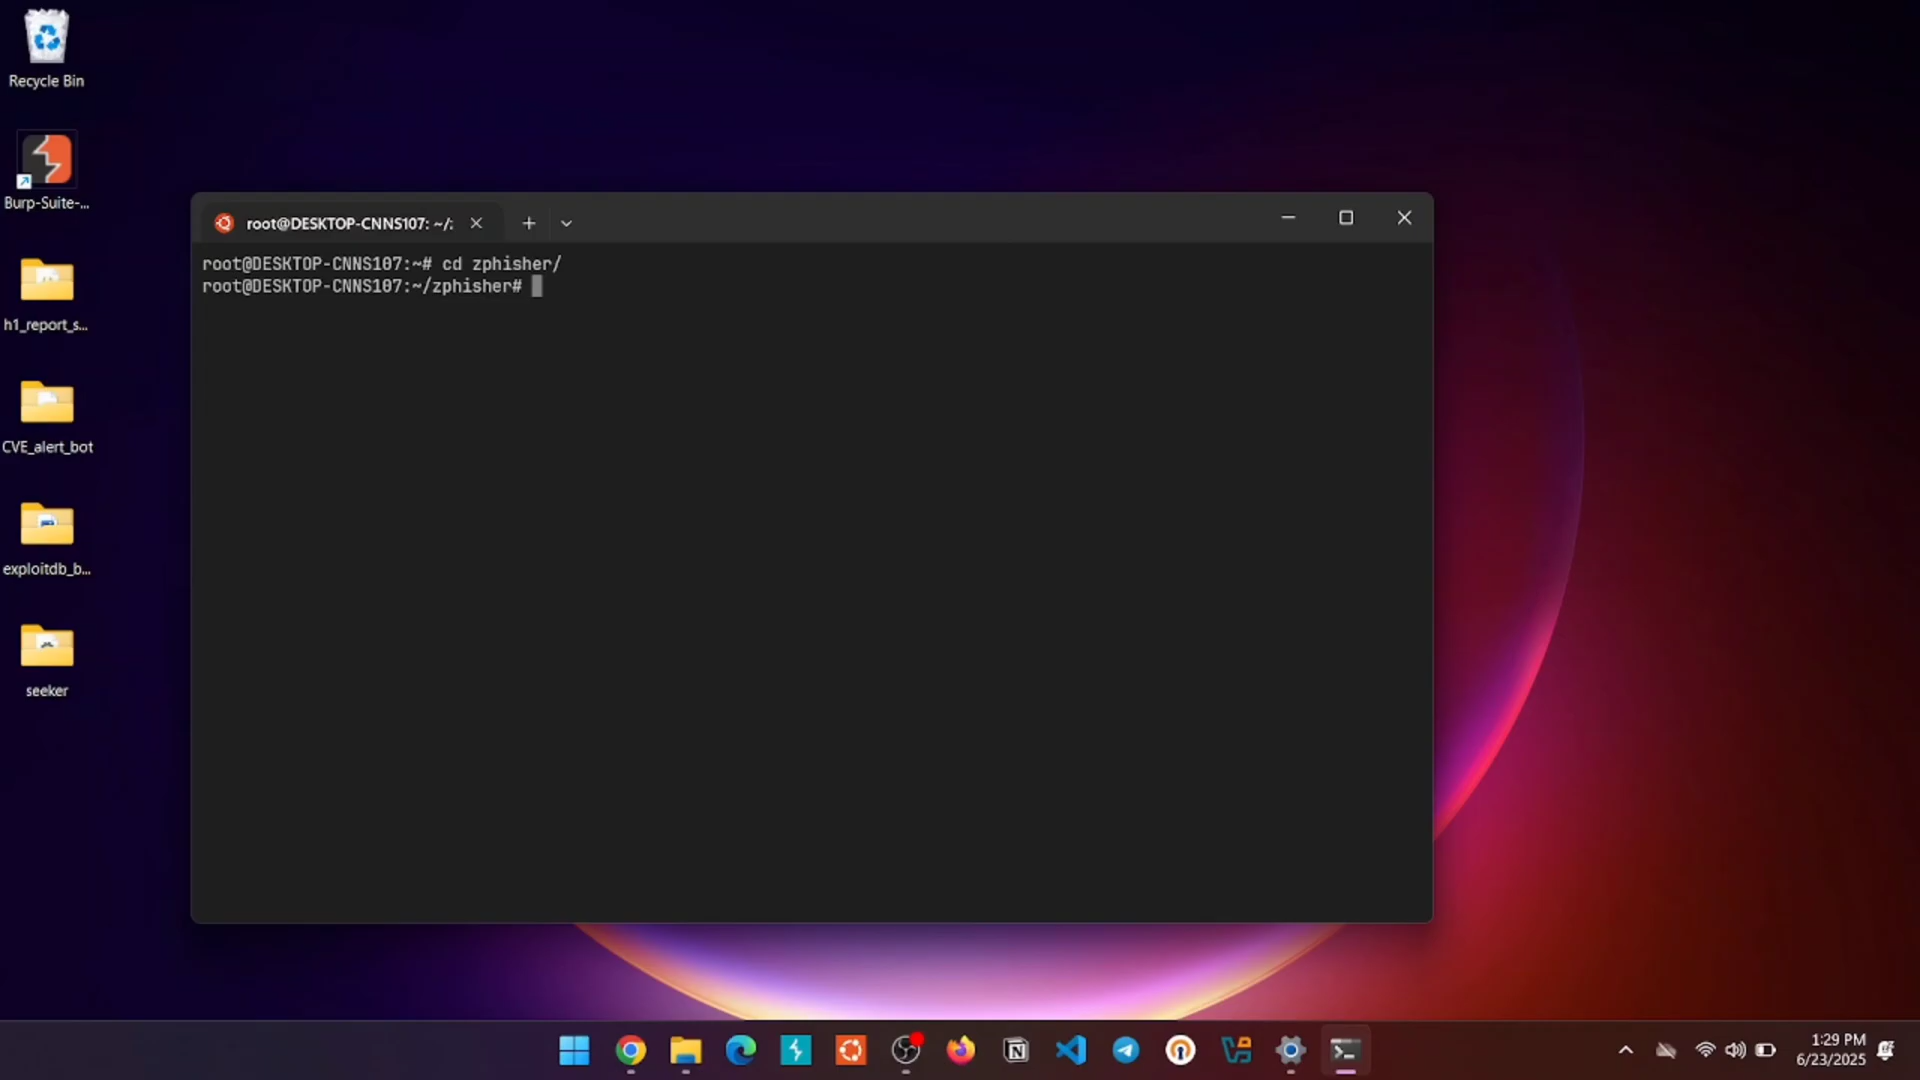 Recycle Bin
Burp-Suite-...
h1_report_s...
CVE_alert_bot
exploitdb_b...
seeker
root@DESKTOP-CNNS107: ~/:
root@DESKTOP-CNNS107:~# cd zphisher/
root@DESKTOP-CNNS107:~/zphisher#
1:29 PM
6/23/2025